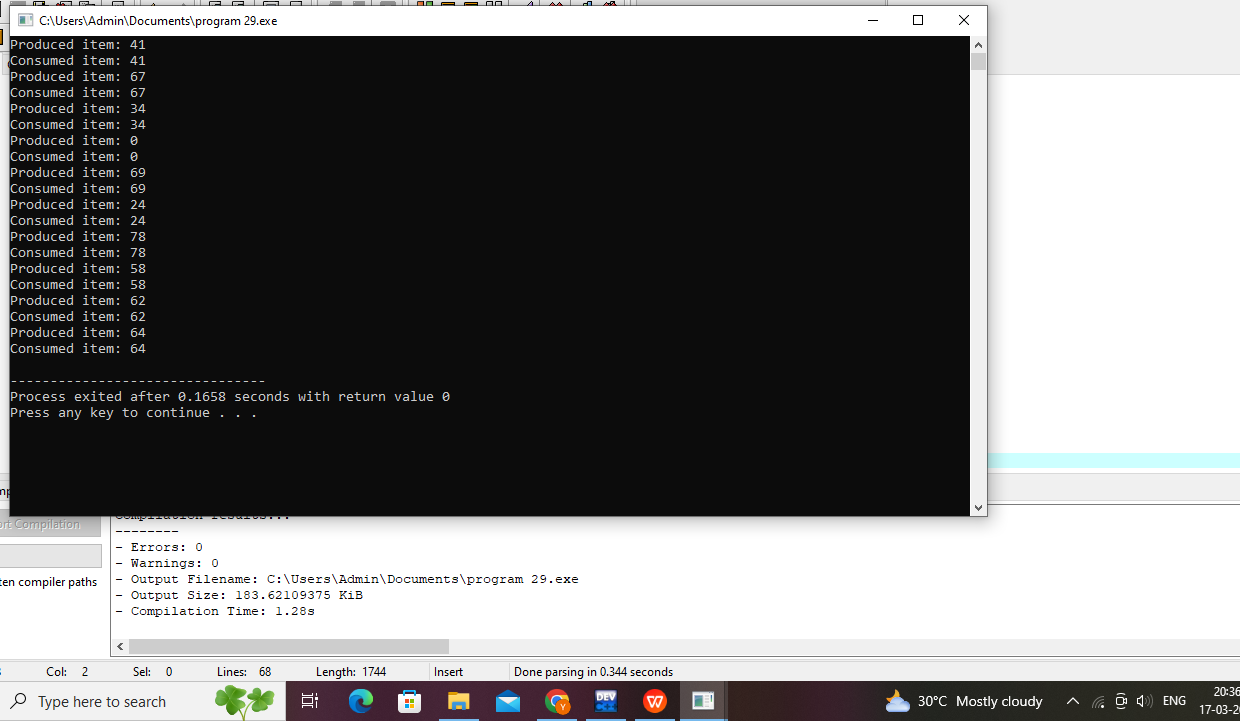 C:\Users\Admin\Documents\program 29.exe
Produced item: 41
Consumed item: 41
Produced item: 67
Consumed item: 67
Produced item: 34
Consumed item: 34
Produced item: 0
Consumed item: 0
Produced item: 69
Consumed item: 69
Produced item: 24
Consumed item: 24
Produced item: 78
Consumed item: 78
Produced item: 58
Consumed item: 58
Produced item: 62
Consumed item: 62
Produced item: 64
Consumed item: 64
--------------------------------
Process exited after 0.1658 seconds with return value 0
Press any key to continue . . .
Compilation results...
--------
- Errors: 0
- Warnings: 0
- Output Filename: C:\Users\Admin\Documents\program 29.exe
- Output Size: 183.62109375 KiB
- Compilation Time: 1.28s
Compilation
compiler paths
Col: 2 Sel: 0 Lines: 68 Length: 1744 Insert Done parsing in 0.344 seconds
Type here to search
DEV
30°C Mostly cloudy
ENG
20:36
17-03-2